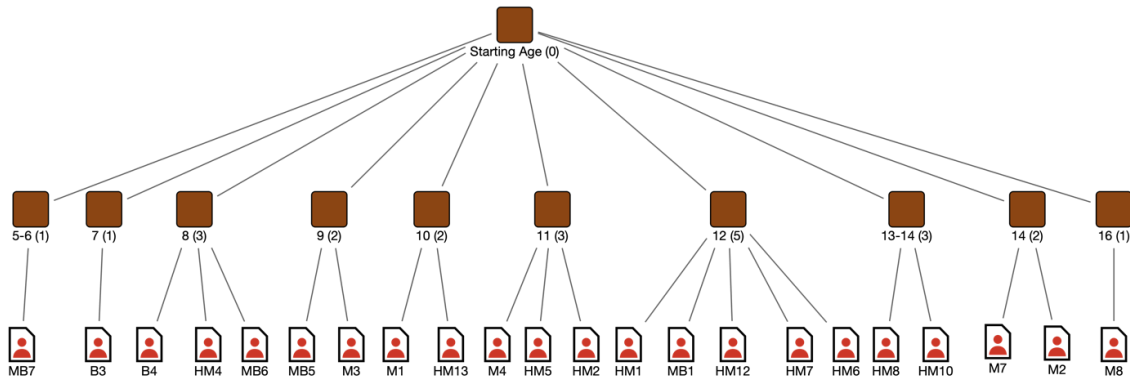 Starting Age (0)
5-6 (1) 7 (1) 8 (3) 9 (2) 10 (2) 11 (3) 12 (5) 13-14 (3) 14 (2) 16 (1)
MB7 B3 B4 HM4 MB6 MB5 M3 M1 HM13 M4 HM5 HM2 HM1 MB1 HM12 HM7 HM6 HM8 HM10 M7 M2 M8